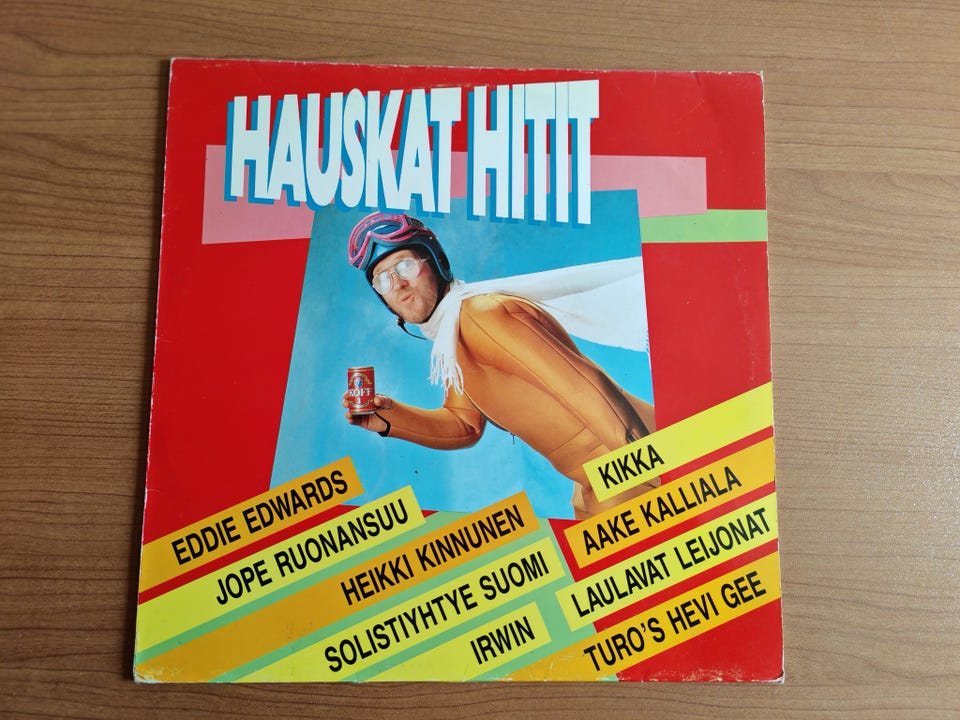 HAUSKAT HITIT
KOFF
EDDIE EDWARDS
JOPE RUONANSUU
HEIKKI KINNUNEN
SOLISTIYHTYE SUOMI
IRWIN
KIKKA
AAKE KALLIALA
LAULAVAT LEIJONAT
TURO'S HEVI GEE